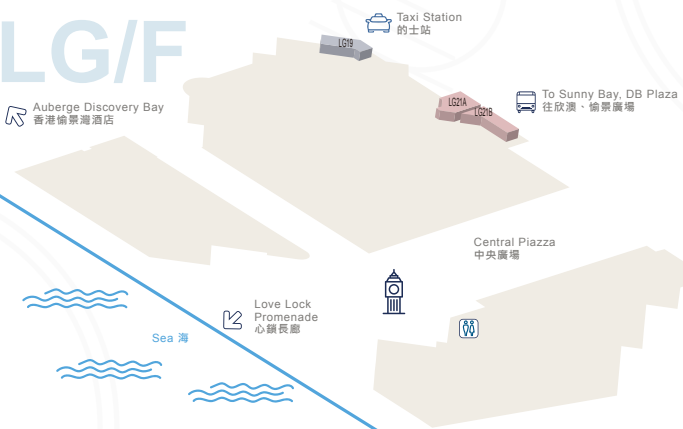 LG/F
Taxi Station
的士站
LG19
Auberge Discovery Bay
香港愉景灣酒店
LG21A
LG21B
To Sunny Bay, DB Plaza
往欣澳、愉景廣場
Central Piazza
中央廣場
Love Lock
Promenade
心鎖長廊
Sea 海